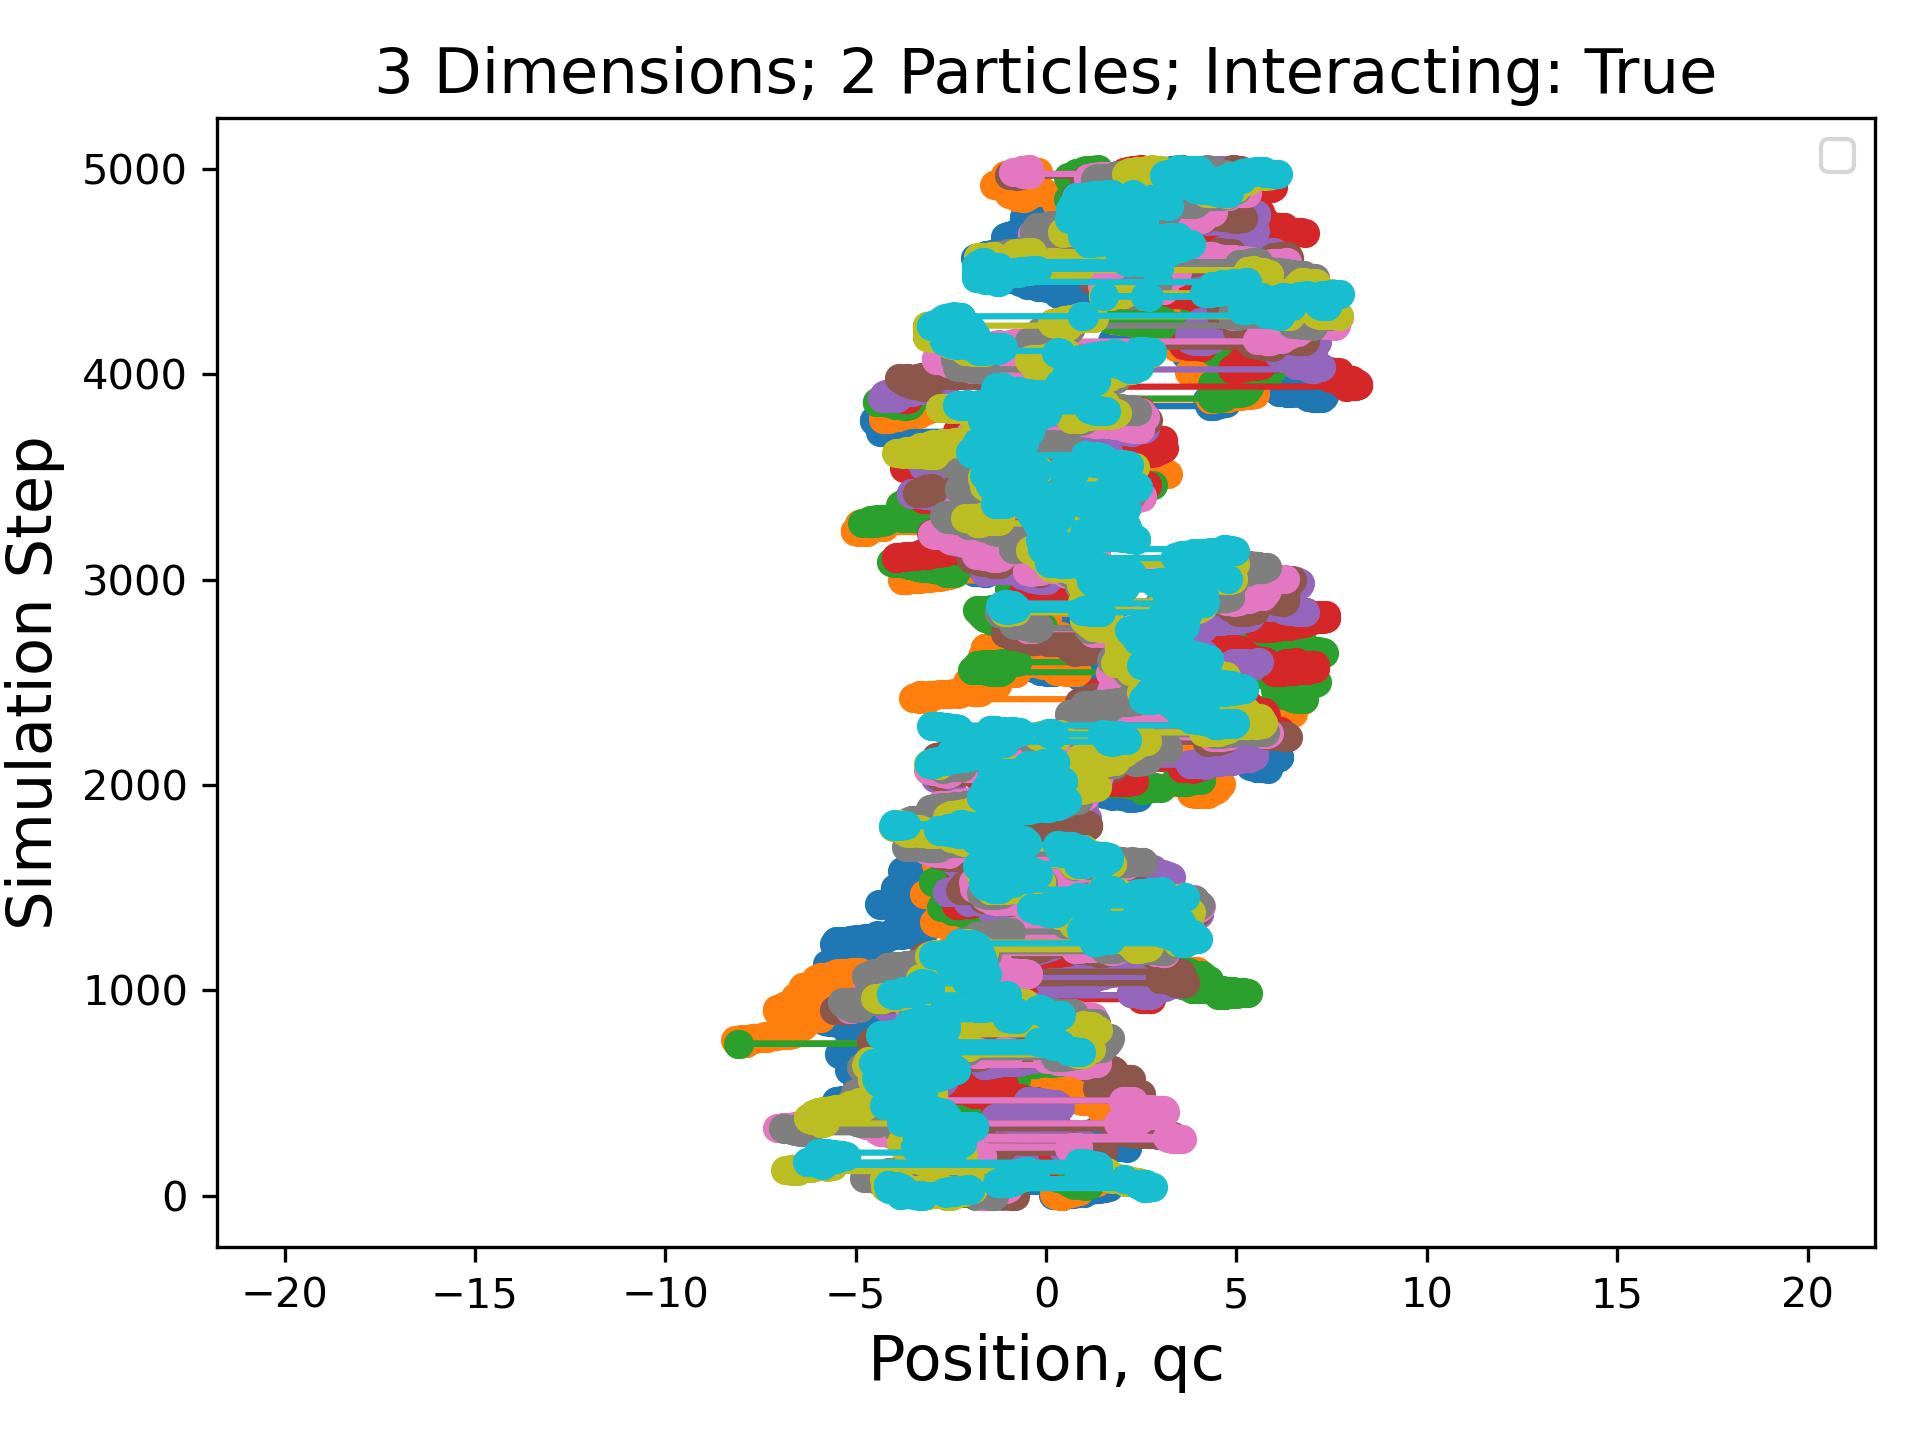 3 Dimensions; 2 Particles; Interacting: True
5000
4000
3000
2000
1000
0
Simulation Step
−20 −15 −10 −5 0 5 10 15 20
Position, qc